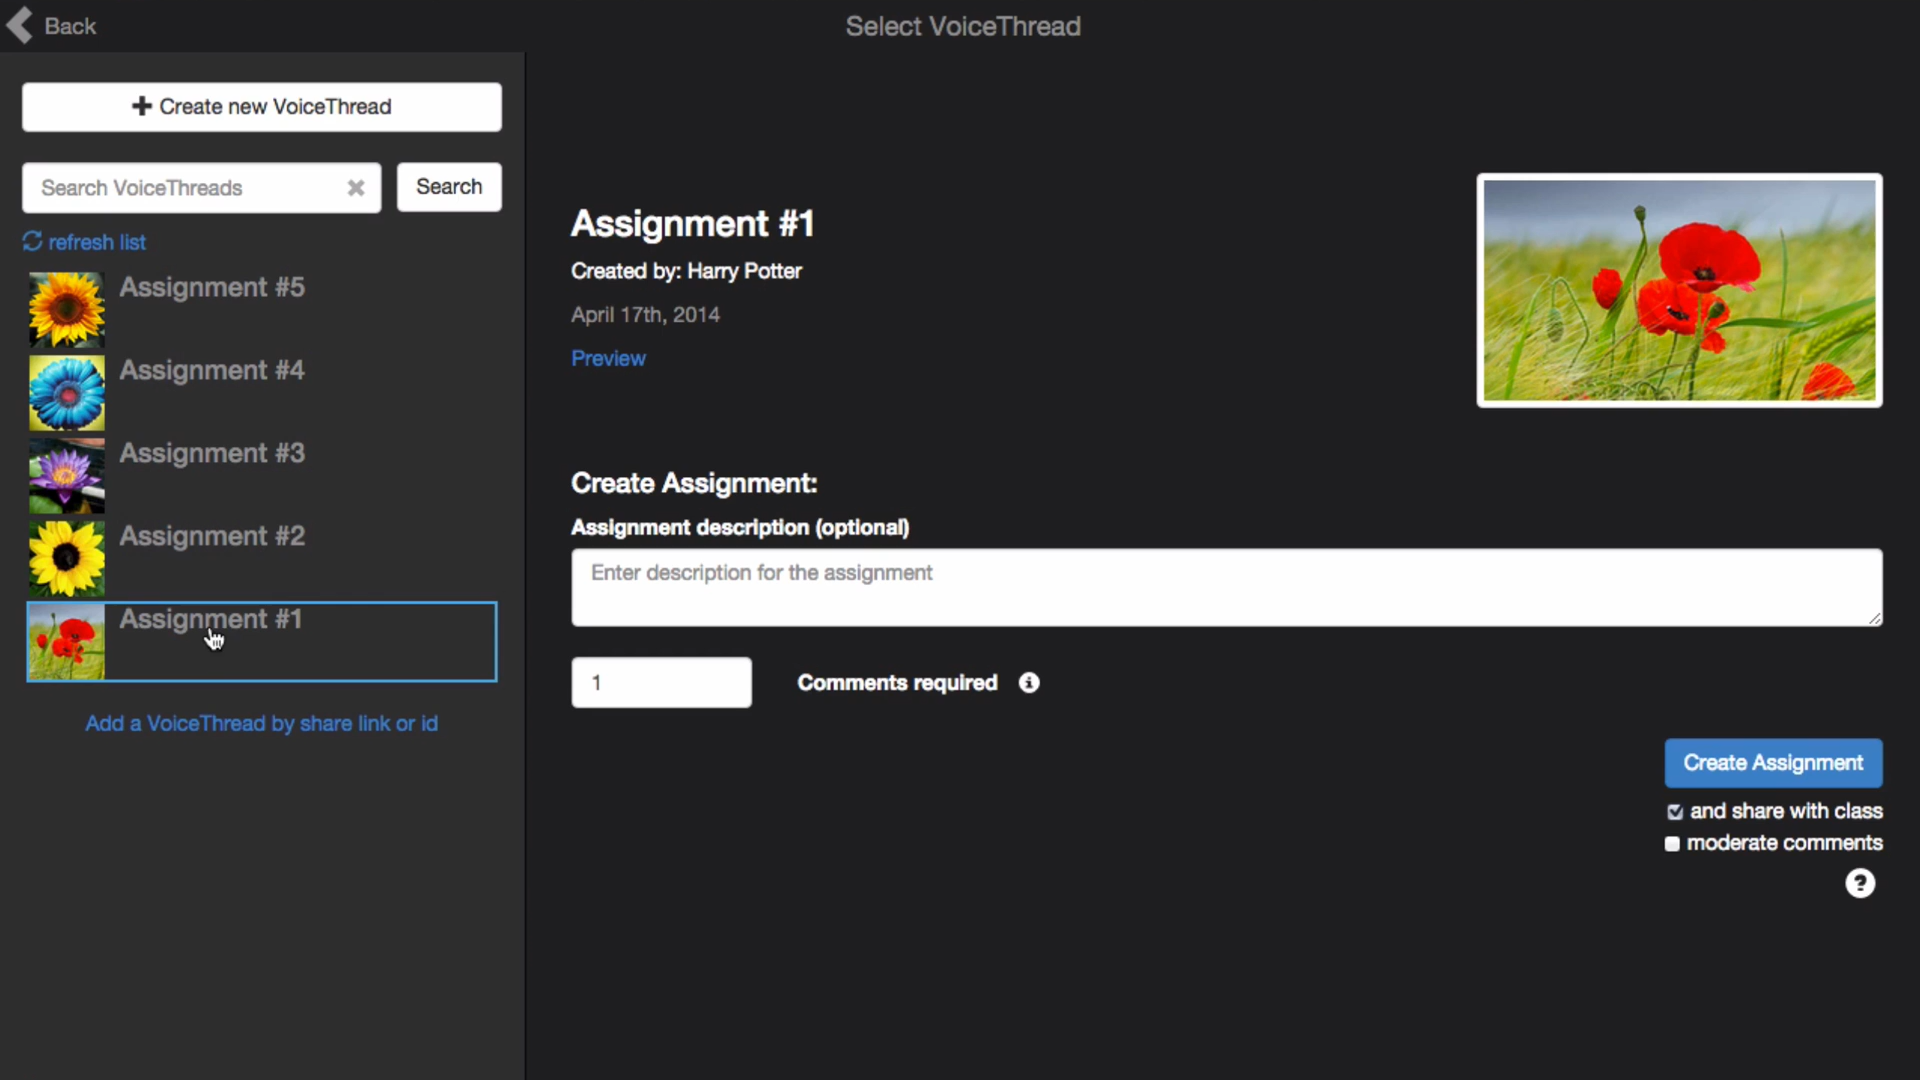 Back
Select VoiceThread
Create new VoiceThread
Search VoiceThreads
Search
refresh list
Assignment #5
Assignment #4
Assignment #3
Assignment #2
Assignment #1
Add a VoiceThread by share link or id
Assignment #1
Created by: Harry Potter
April 17th, 2014
Preview
Create Assignment:
Assignment description (optional)
Enter description for the assignment
1 Comments required
Create Assignment
and share with class
moderate comments